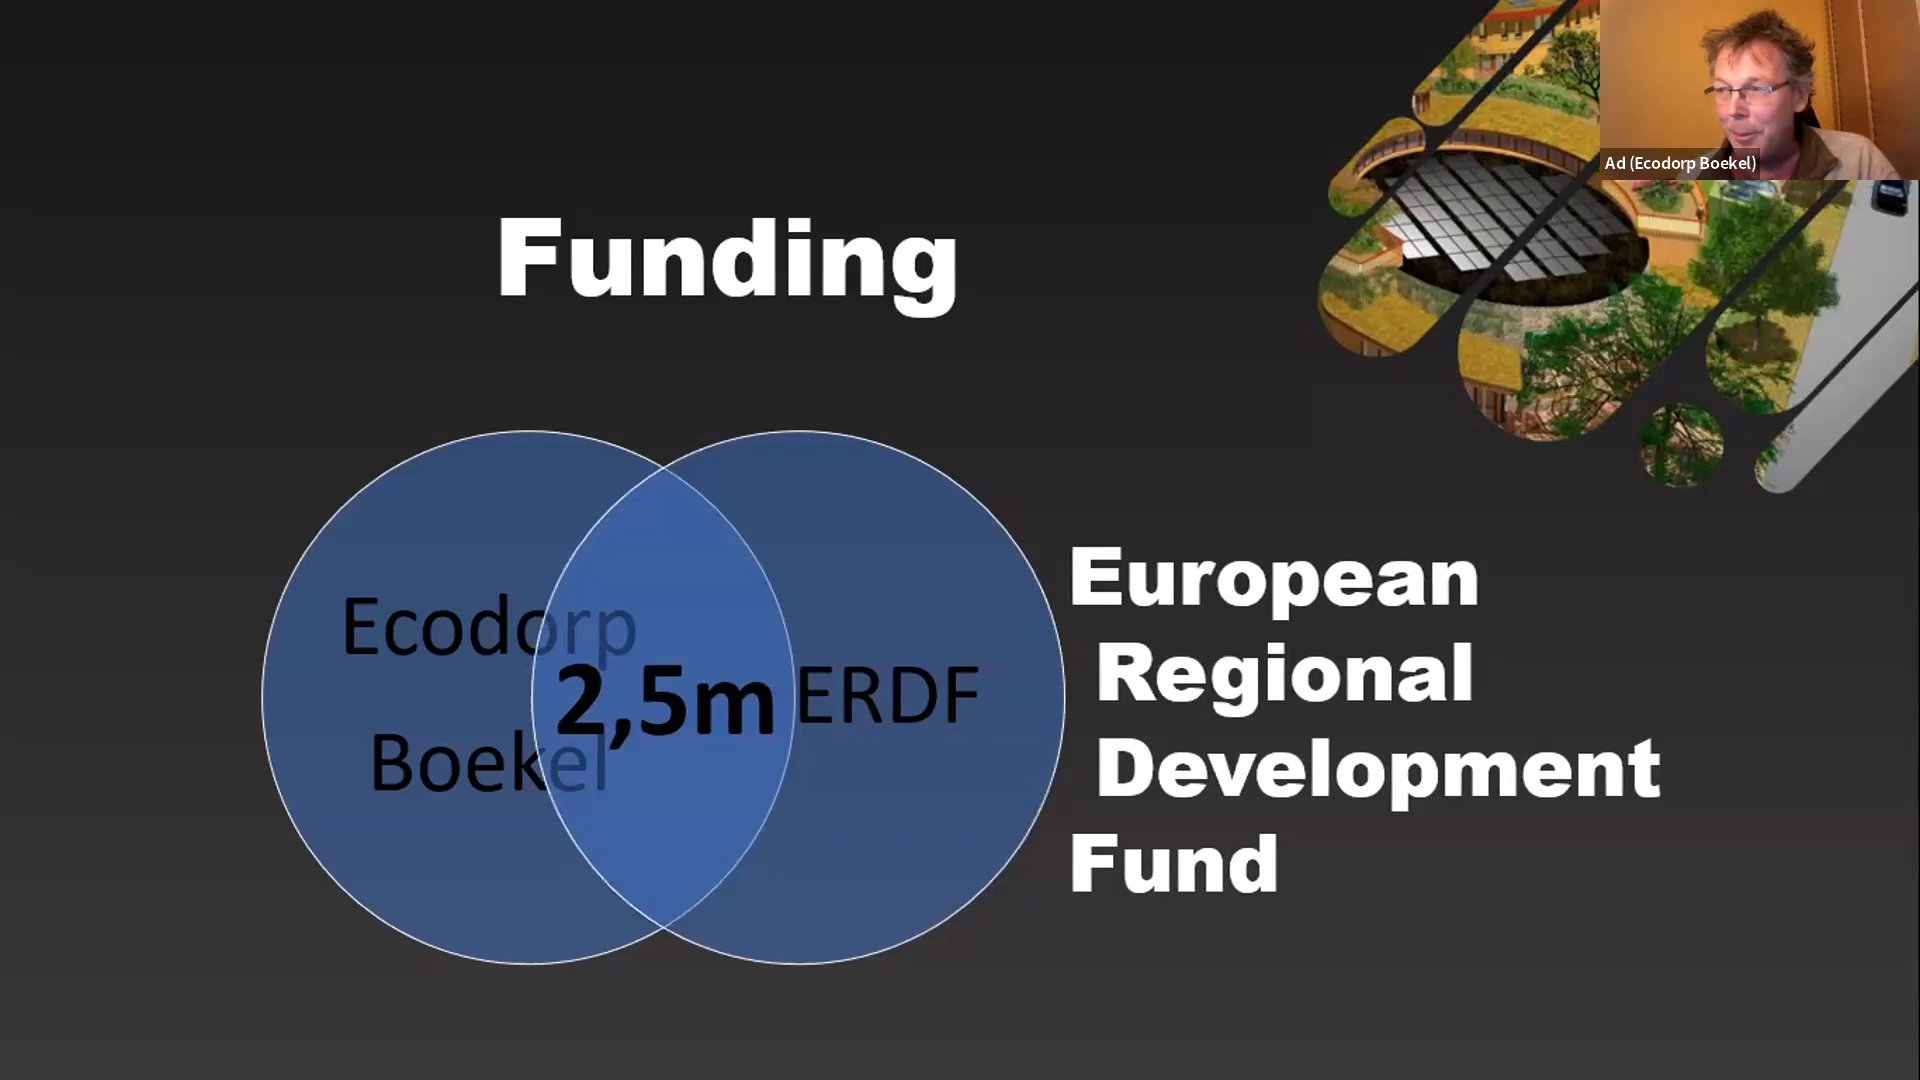 Ad (Ecodorp Boekel)
Funding
Ecodorp
Boekel
2,5m
ERDF
European
Regional
Development
Fund